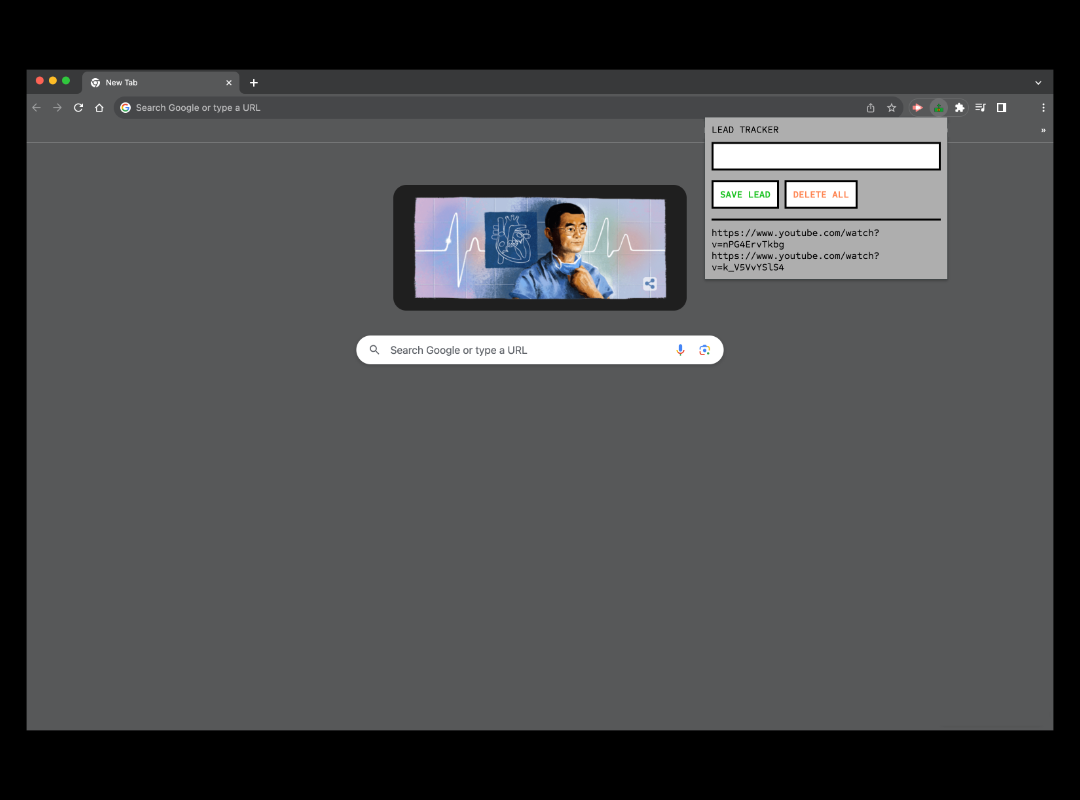 New Tab
Search Google or type a URL
LEAD TRACKER
SAVE LEAD DELETE ALL
https://www.youtube.com/watch?
v=nPG4ErvTkbg
https://www.youtube.com/watch?
v=k_V5VvYSlS4
Search Google or type a URL